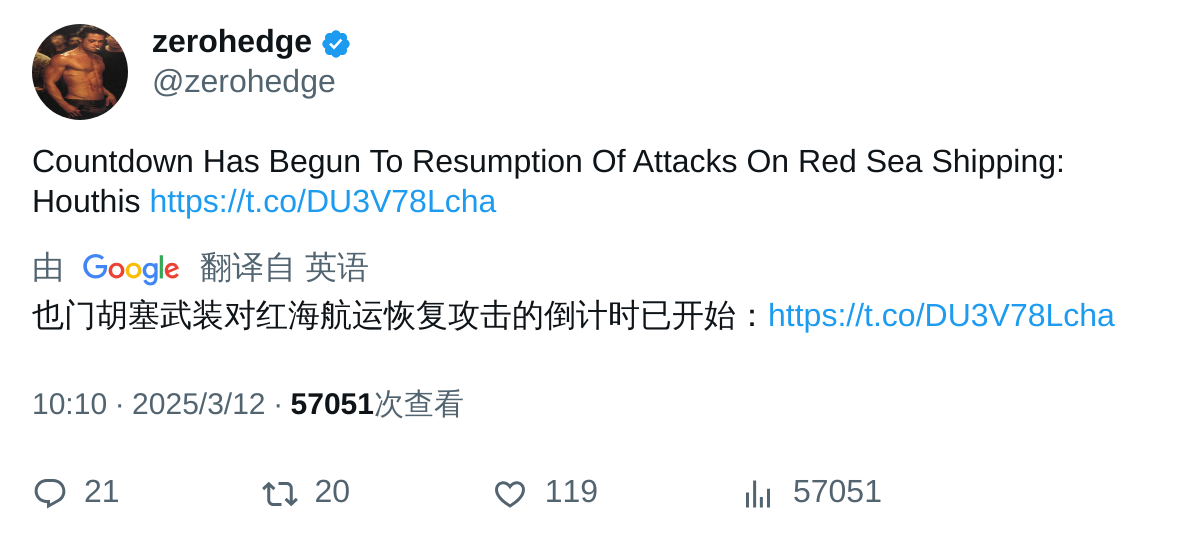 zerohedge
@zerohedge
Countdown Has Begun To Resumption Of Attacks On Red Sea Shipping:
Houthis https://t.co/DU3V78Lcha
由 Google 翻译自 英语
也门胡塞武装对红海航运恢复攻击的倒计时已开始：https://t.co/DU3V78Lcha
10:10 · 2025/3/12 · 57051次查看
21 20 119 57051